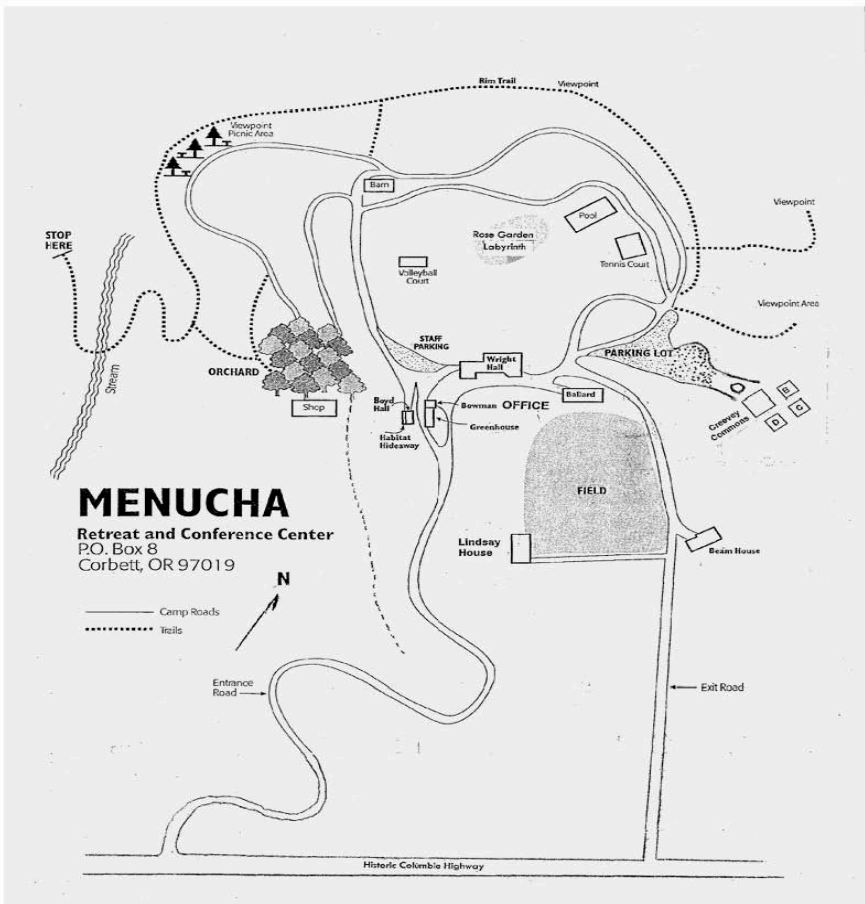 Rim Trail
Viewpoint
Viewpoint
Picnic Area
Barn
Viewpoint
Pool
STOP
HERE
Rose Garden
Labyrinth
Tennis Court
Volleyball
Court
Viewpoint Area
STAFF
PARKING
Wright
Hall
PARKING LOT
ORCHARD
Stream
Shop
Boyd
Hall
Bowman
OFFICE
Ballard
B
C
D
Greevey
Commons
Greenhouse
Habitat
Hideaway
FIELD
MENUCHA
Retreat and Conference Center
P.O. Box 8
Corbett, OR 97019
Lindsay
House
Beam House
N
Camp Roads
Trails
Entrance
Road
Exit Road
Historic Columbia Highway